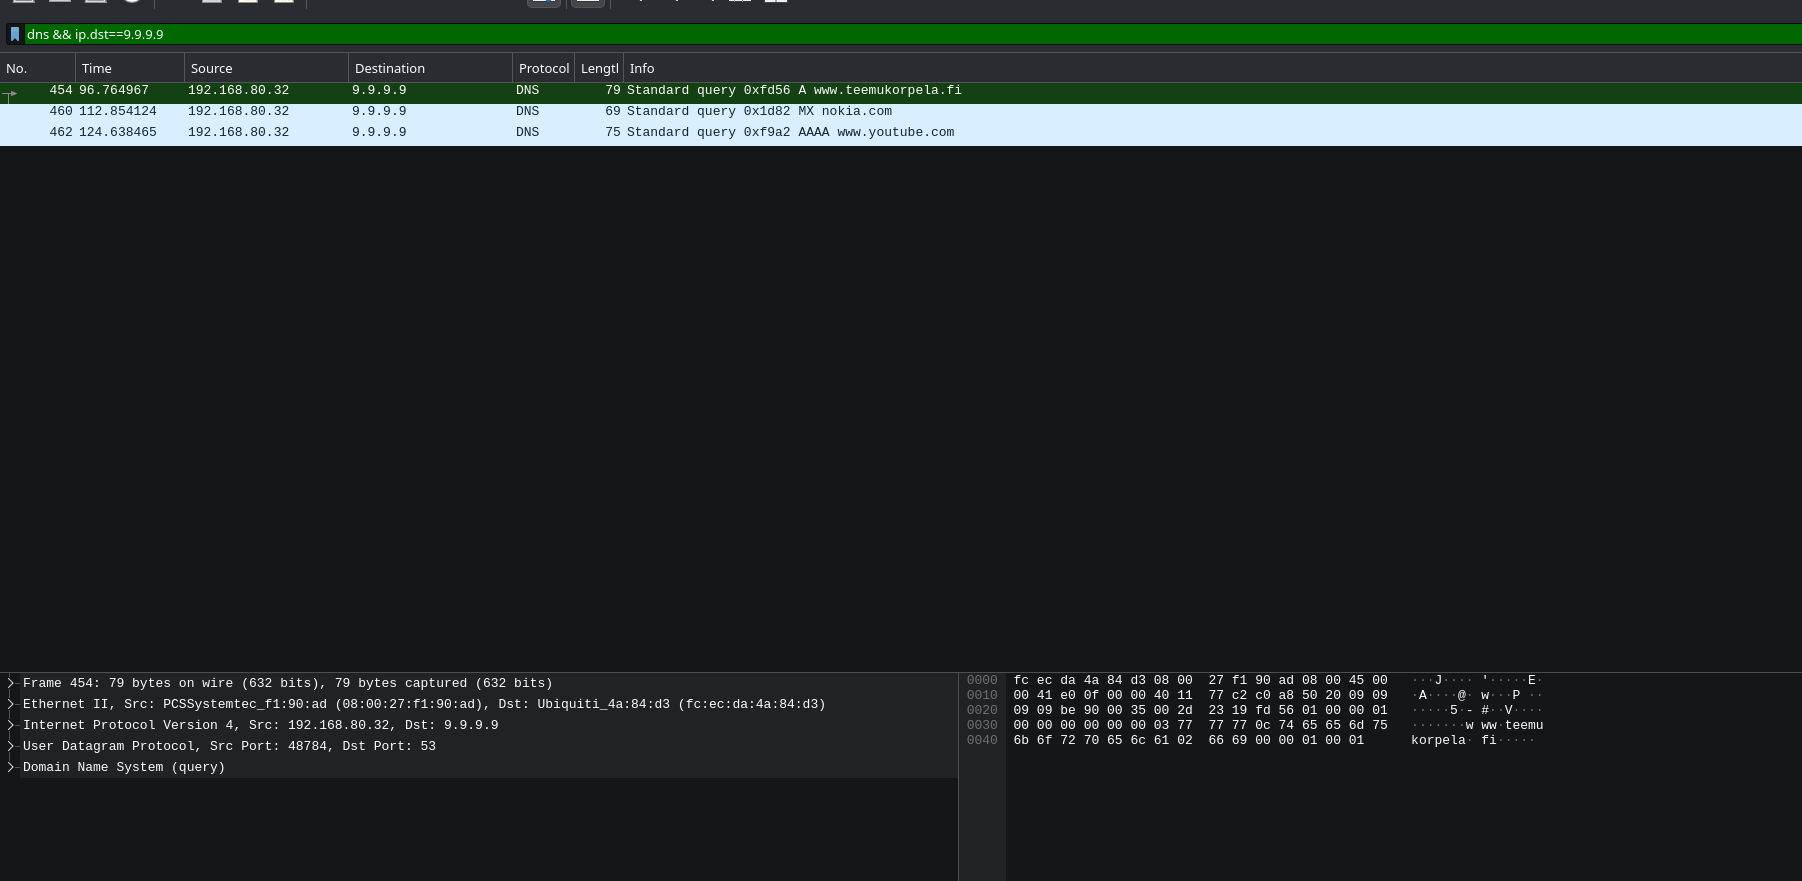 dns && ip.dst==9.9.9.9
No. Time Source Destination Protocol Lengtl Info
454 96.764967 192.168.80.32 9.9.9.9 DNS 79 Standard query 0xfd56 A www.teemukorpela.fi
460 112.854124 192.168.80.32 9.9.9.9 DNS 69 Standard query 0x1d82 MX nokia.com
462 124.638465 192.168.80.32 9.9.9.9 DNS 75 Standard query 0xf9a2 AAAA www.youtube.com
Frame 454: 79 bytes on wire (632 bits), 79 bytes captured (632 bits)
Ethernet II, Src: PCSSystemtec_f1:90:ad (08:00:27:f1:90:ad), Dst: Ubiquiti_4a:84:d3 (fc:ec:da:4a:84:d3)
Internet Protocol Version 4, Src: 192.168.80.32, Dst: 9.9.9.9
User Datagram Protocol, Src Port: 48784, Dst Port: 53
Domain Name System (query)
0000 fc ec da 4a 84 d3 08 00 27 f1 90 ad 08 00 45 00 ···J···· '·····E·
0010 00 41 e0 0f 00 00 40 11 77 c2 c0 a8 50 20 09 09 ·A····@· w···P ··
0020 09 09 be 90 00 35 00 2d 23 19 fd 56 01 00 00 01 ·····5·- #··V····
0030 00 00 00 00 00 00 03 77 77 77 0c 74 65 65 6d 75 ·······w ww·teemu
0040 6b 6f 72 70 65 6c 61 02 66 69 00 00 01 00 01 korpela· fi·····